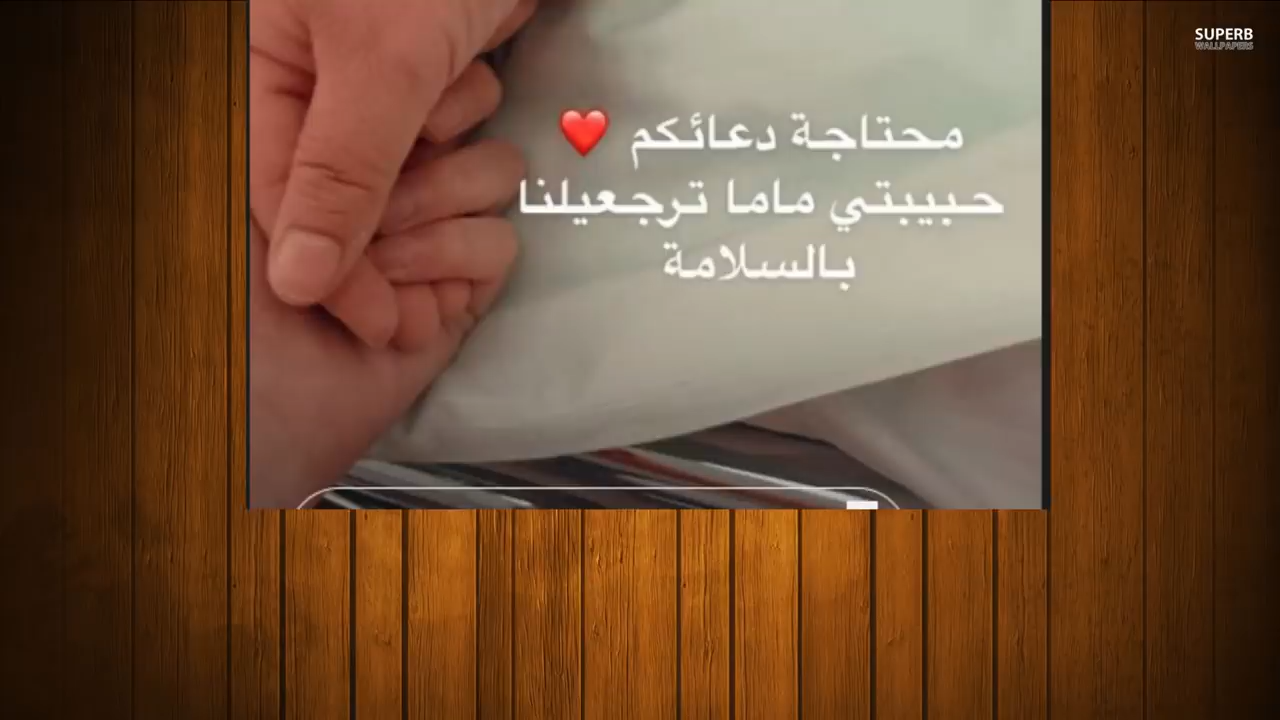 SUPERB
WALLPAPERS
محتاجة دعائكم ❤️
حبيبتي ماما ترجعيلنا
بالسلامة